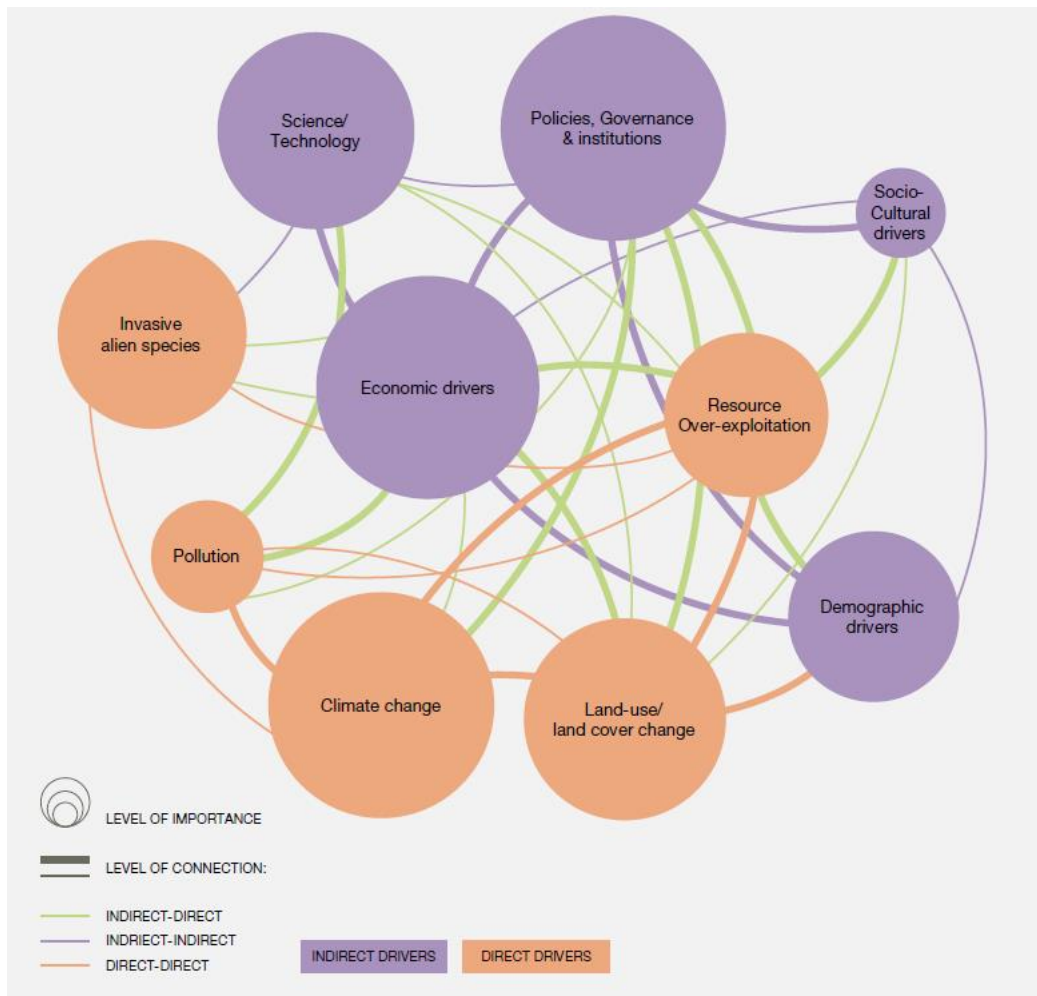 Science/
Technology
Policies, Governance
& institutions
Socio-
Cultural
drivers
Invasive
alien species
Economic drivers
Resource
Over-exploitation
Pollution
Demographic
drivers
Climate change
Land-use/
land cover change
LEVEL OF IMPORTANCE
LEVEL OF CONNECTION:
INDIRECT-DIRECT
INDRIECT-INDIRECT
DIRECT-DIRECT
INDIRECT DRIVERS
DIRECT DRIVERS